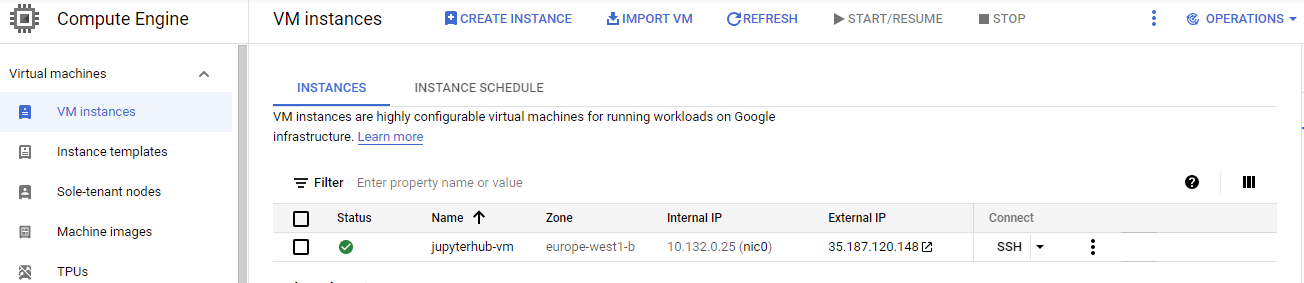 Compute Engine
VM instances
CREATE INSTANCE
IMPORT VM
REFRESH
START/RESUME
STOP
OPERATIONS
Virtual machines
VM instances
Instance templates
Sole-tenant nodes
Machine images
TPUs
INSTANCES
INSTANCE SCHEDULE
VM instances are highly configurable virtual machines for running workloads on Google
infrastructure. Learn more
Filter Enter property name or value
Status Name Zone Internal IP External IP Connect
jupyterhub-vm europe-west1-b 10.132.0.25 (nic0) 35.187.120.148 SSH